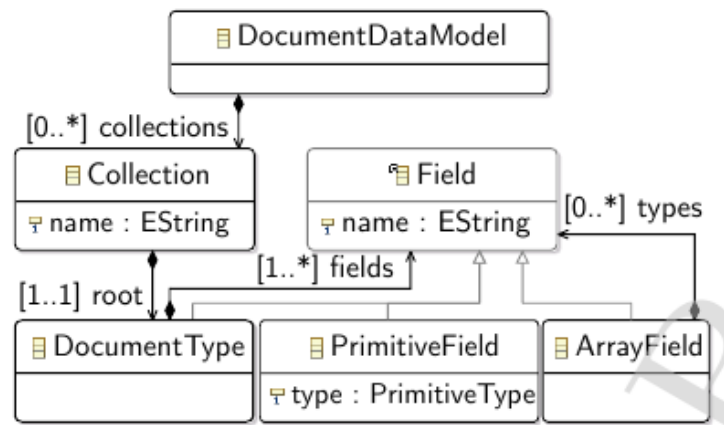 DocumentDataModel
[0..*] collections
Collection
Field
name : EString
name : EString
[0..*] types
[1..*] fields
[1..1] root
DocumentType
PrimitiveField
ArrayField
type : PrimitiveType